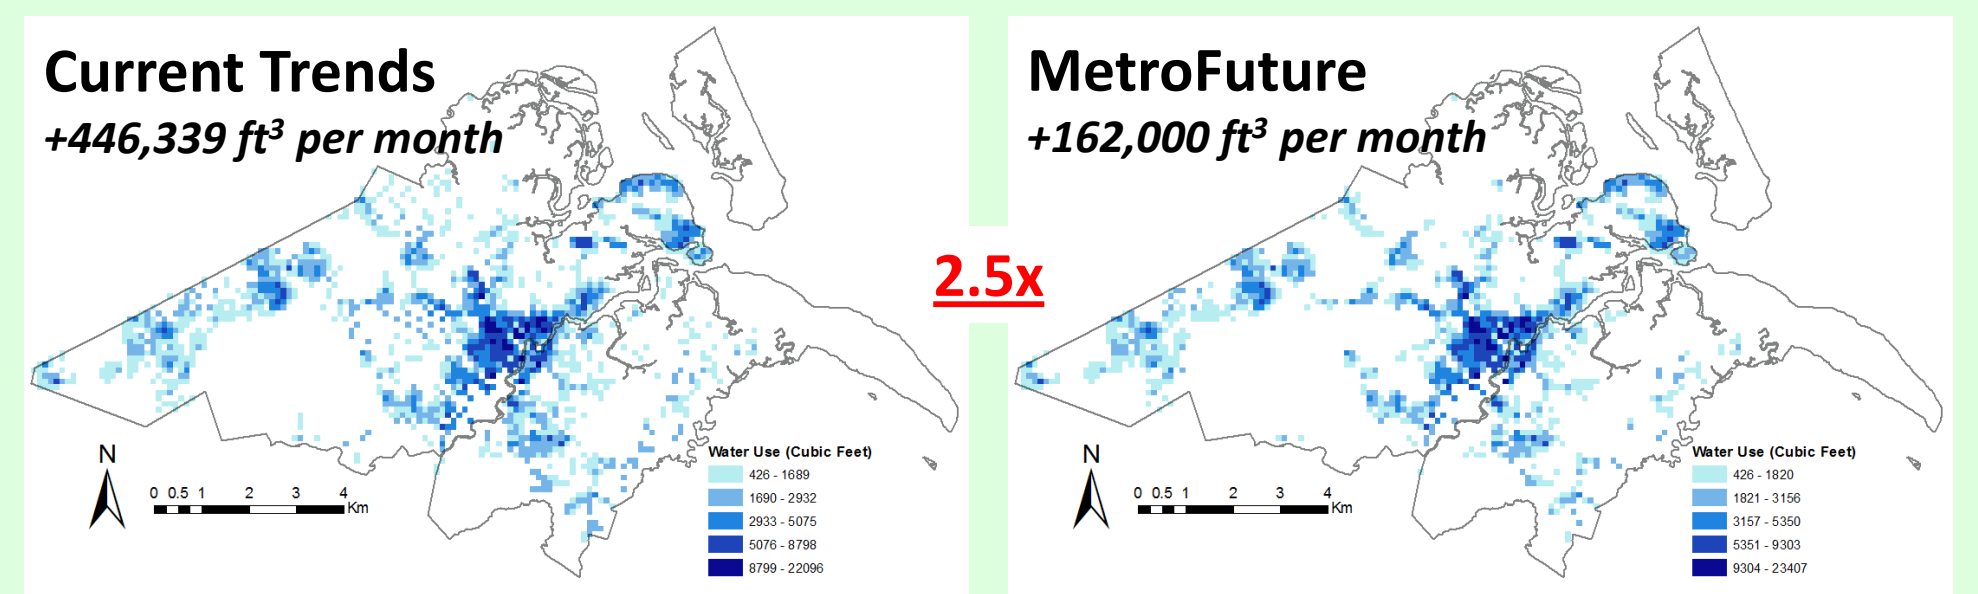 Current Trends
+446,339 ft³ per month
N
0 0.5 1 2 3 4
Km
Water Use (Cubic Feet)
426 - 1689
1690 - 2932
2933 - 5075
5076 - 8798
8799 - 22096
2.5x
MetroFuture
+162,000 ft³ per month
N
0 0.5 1 2 3 4
Km
Water Use (Cubic Feet)
426 - 1820
1821 - 3156
3157 - 5350
5351 - 9303
9304 - 23407